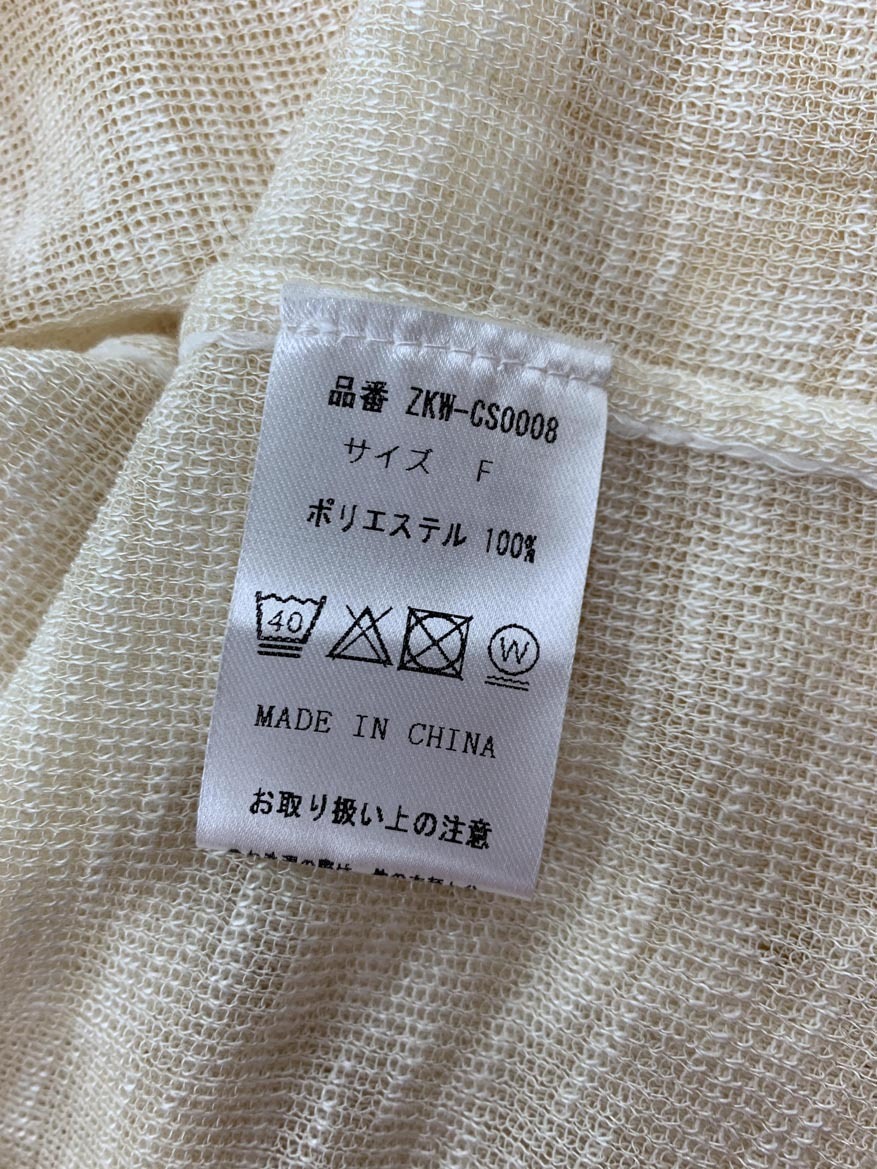 品番 ZKW-CS0008
サイズ F
ポリエステル 100%
40
W
MADE IN CHINA
お取り扱い上の注意